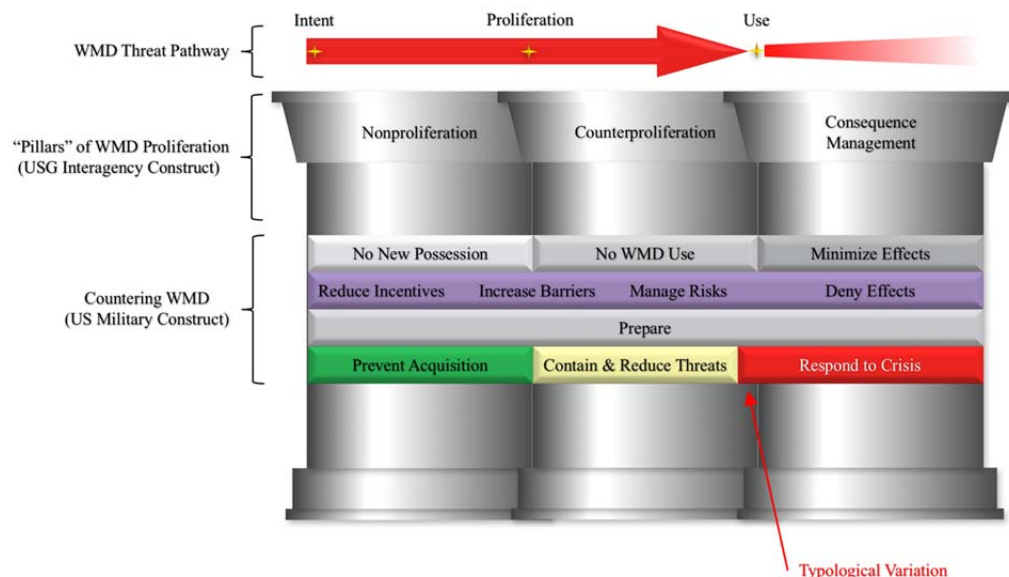 Intent Proliferation Use
WMD Threat Pathway
Nonproliferation Counterproliferation Consequence
Management
“Pillars” of WMD Proliferation
(USG Interagency Construct)
No New Possession No WMD Use Minimize Effects
Reduce Incentives Increase Barriers Manage Risks Deny Effects
Countering WMD
(US Military Construct)
Prepare
Prevent Acquisition Contain & Reduce Threats Respond to Crisis
Typological Variation